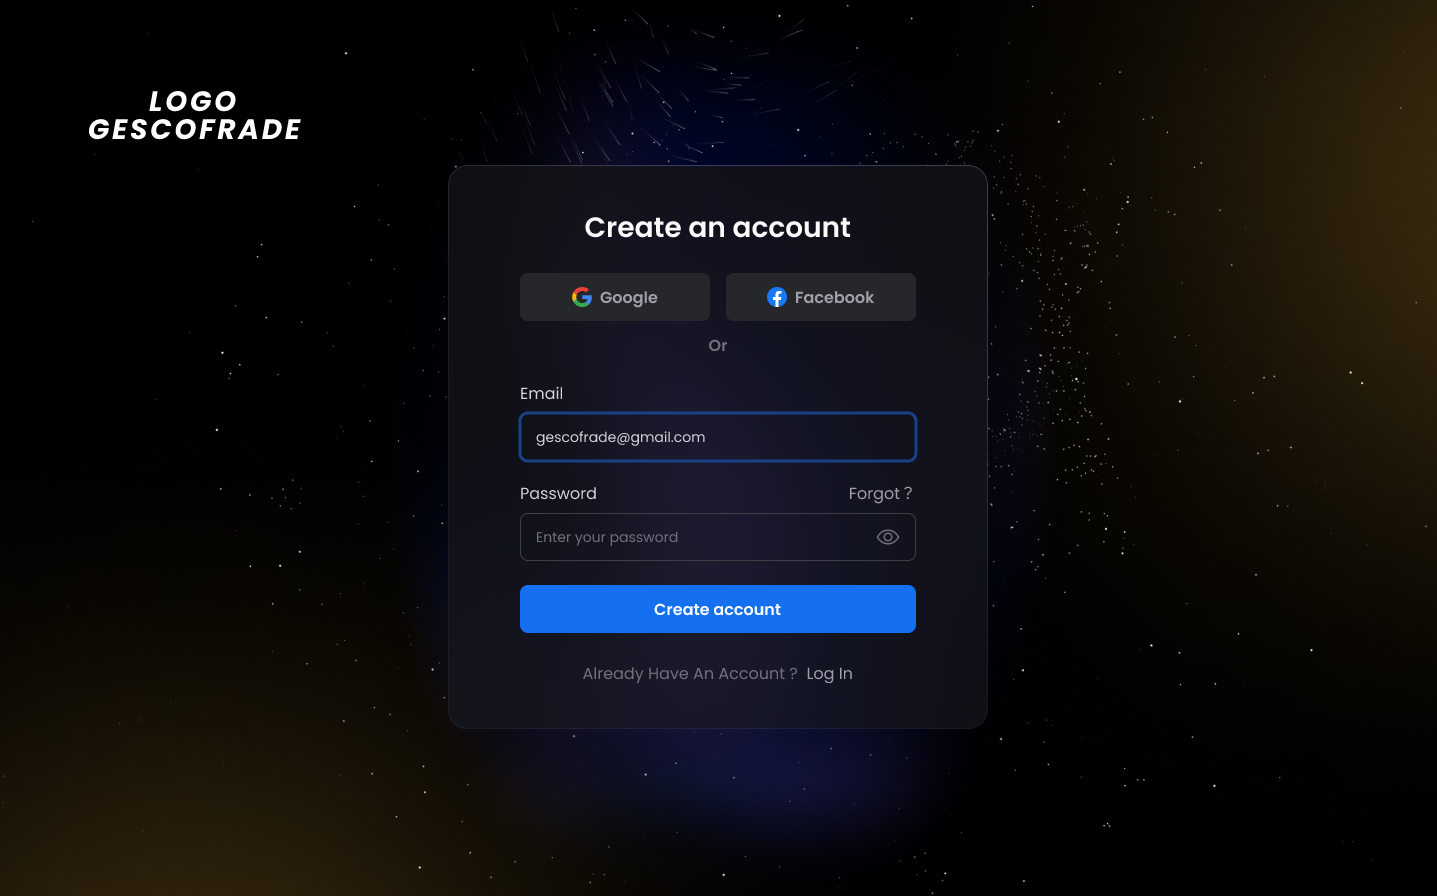 LOGO
GESCOFRADE
Create an account
Google
Facebook
Or
Email
gescofrade@gmail.com
Password
Forgot ?
Enter your password
Create account
Already Have An Account ? Log In